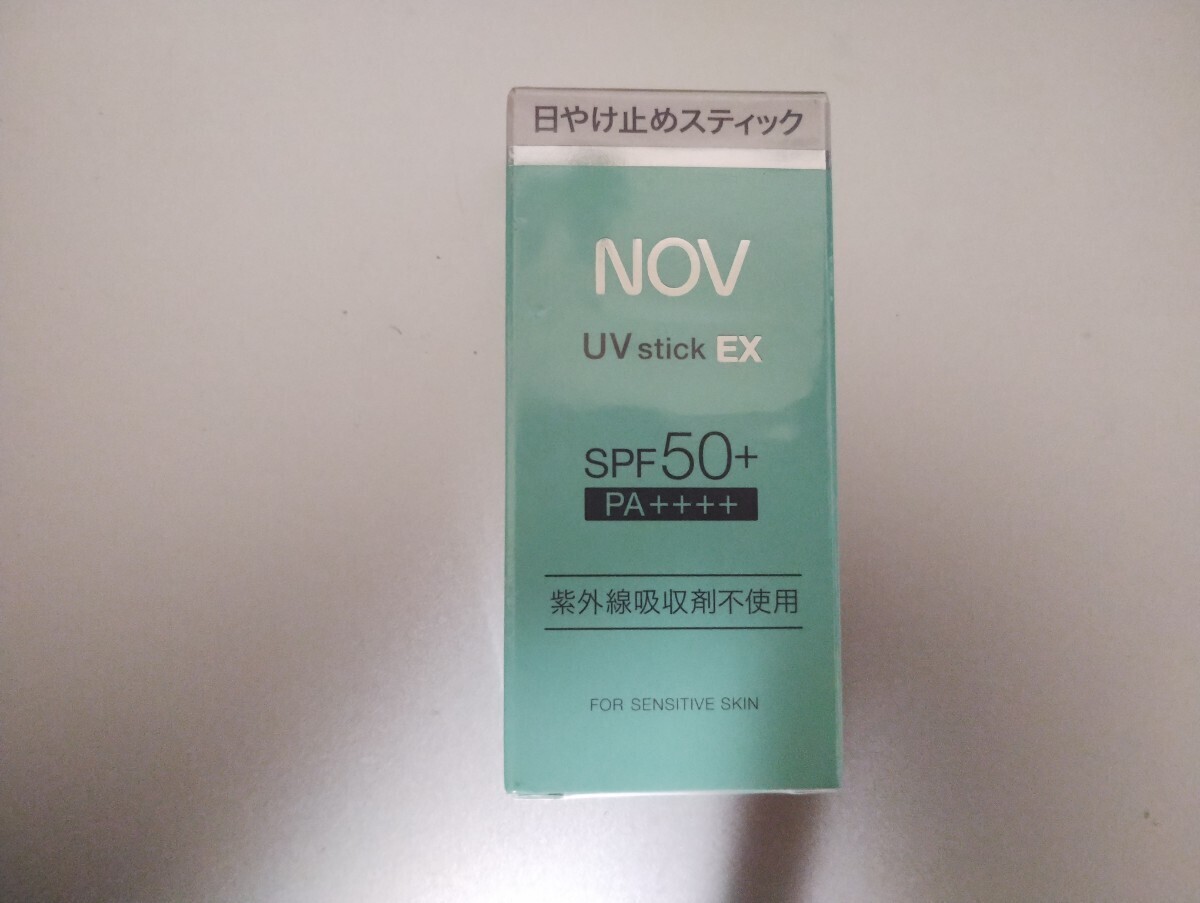 日やけ止めスティック
NOV
UV stick EX
SPF50+
PA++++
紫外線吸収剤不使用
FOR SENSITIVE SKIN